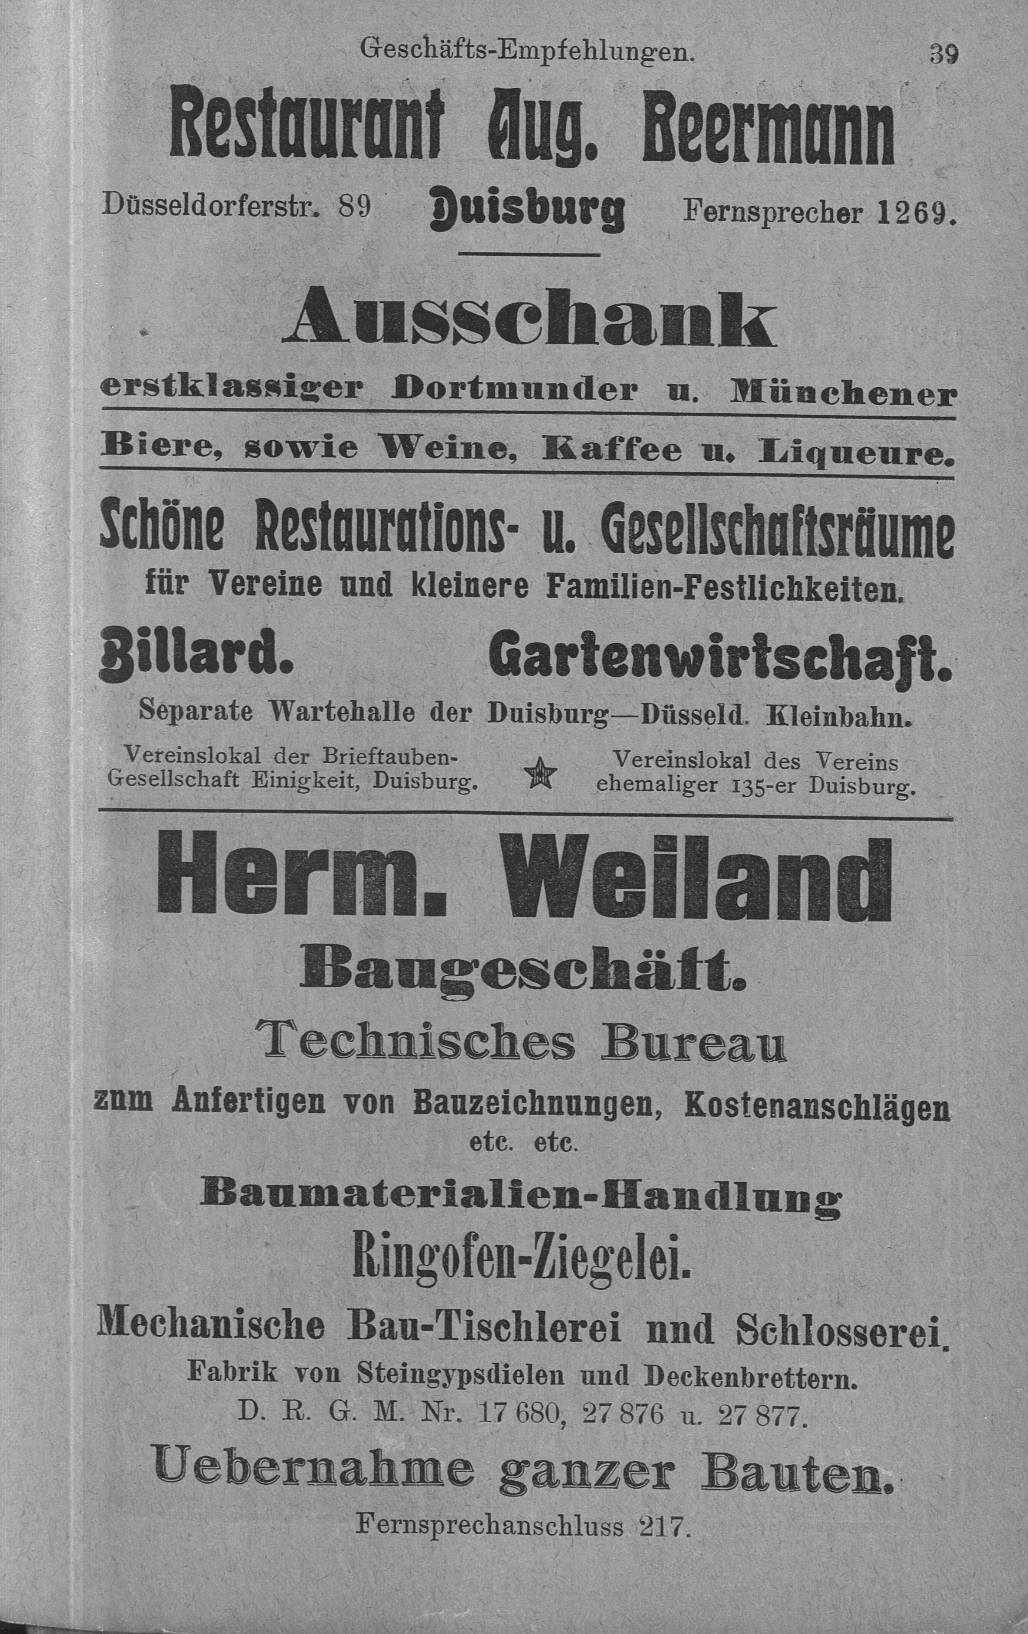 Geschäfts-Empfehlungen. 39
Restaurant Aug. Beermann
Düsseldorferstr. 89 Duisburg Fernsprecher 1269.
Ausschank
erstklassiger Dortmunder u. Münchener
Biere, sowie Weine, Kaffee u. Liqueure.
Schöne Restaurations- u. Gesellschaftsräume
für Vereine und kleinere Familien-Festlichkeiten.
Billard. Gartenwirtschaft.
Separate Wartehalle der Duisburg—Düsseld. Kleinbahn.
Vereinslokal der Brieftauben-
Gesellschaft Einigkeit, Duisburg.
Vereinslokal des Vereins
ehemaliger 135-er Duisburg.
Herm. Weiland
Baugeschäft.
Technisches Bureau
zum Anfertigen von Bauzeichnungen, Kostenanschlägen
etc. etc.
Baumaterialien-Handlung
Ringofen-Ziegelei.
Mechanische Bau-Tischlerei nnd Schlosserei.
Fabrik von Steingypsdielen und Deckenbrettern.
D. R. G. M. Nr. 17 680, 27 876 u. 27 877.
Uebernahme ganzer Bauten.
Fernsprechanschluss 217.